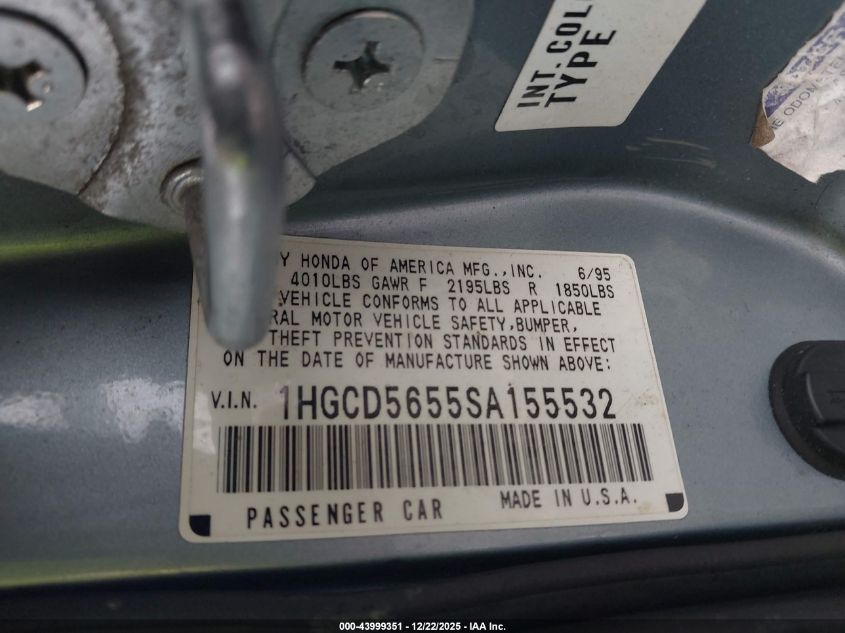 INT. COL
TYPE
E ODOMETE
Y HONDA OF AMERICA MFG.,INC. 6/95
4010LBS GAWR F 2195LBS R 1850LBS
VEHICLE CONFORMS TO ALL APPLICABLE
RAL MOTOR VEHICLE SAFETY,BUMPER,
THEFT PREVENTION STANDARDS IN EFFECT
ON THE DATE OF MANUFACTURE SHOWN ABOVE:
V.I.N. 1HGCD5655SA155532
PASSENGER CAR MADE IN U.S.A.
000-43999351 - 12/22/2025 - IAA Inc.